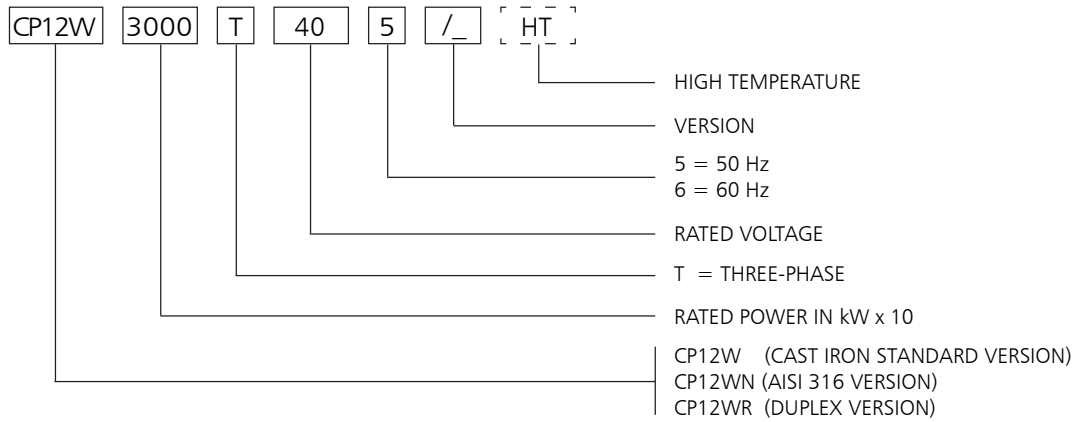 CP12W 3000 T 40 5 /_ HT
HIGH TEMPERATURE
VERSION
5 = 50 Hz
6 = 60 Hz
RATED VOLTAGE
T = THREE-PHASE
RATED POWER IN kW x 10
CP12W (CAST IRON STANDARD VERSION)
CP12WN (AISI 316 VERSION)
CP12WR (DUPLEX VERSION)